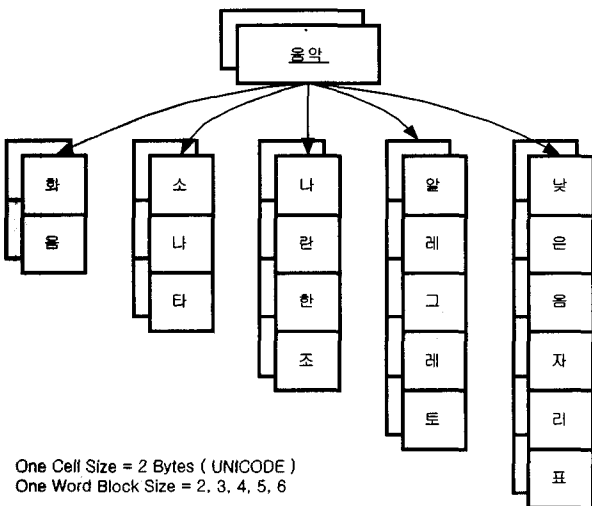 음악
화음
소나타
나란한조
알레그레토
낮은음자리표
One Cell Size = 2 Bytes ( UNICODE )
One Word Block Size = 2, 3, 4, 5, 6